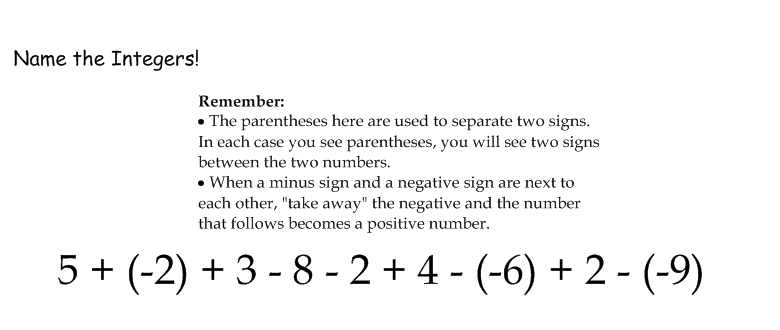 Name the Integers!
Remember:
• The parentheses here are used to separate two signs.
In each case you see parentheses, you will see two signs
between the two numbers.
• When a minus sign and a negative sign are next to
each other, "take away" the negative and the number
that follows becomes a positive number.
5 + (-2) + 3 - 8 - 2 + 4 - (-6) + 2 - (-9)